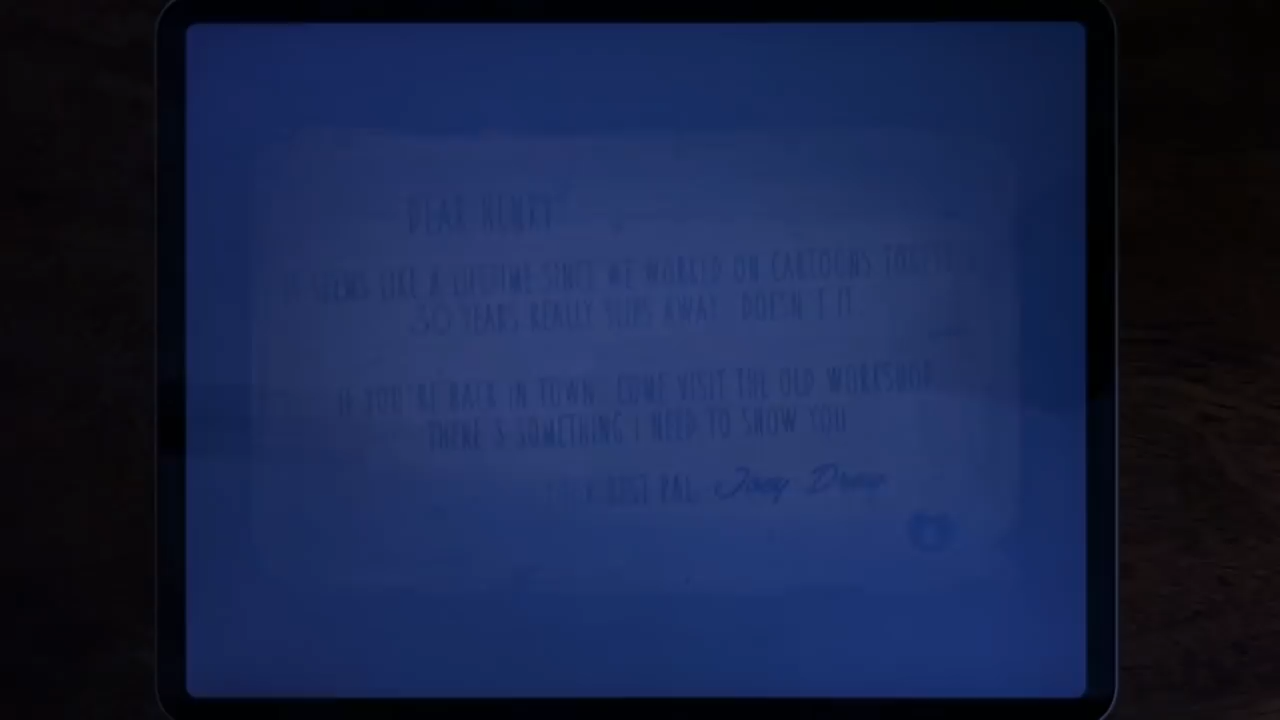 DEAR HENRY
IT SEEMS LIKE A LIFETIME SINCE WE WORKED ON CARTOONS
30 YEARS REALLY SLIPS AWAY. DOESN'T IT.
IF YOU'RE BACK IN TOWN, COME VISIT THE OLD WORKSHOP.
THERE'S SOMETHING I NEED TO SHOW YOU
BEST PAL, Joey Drew